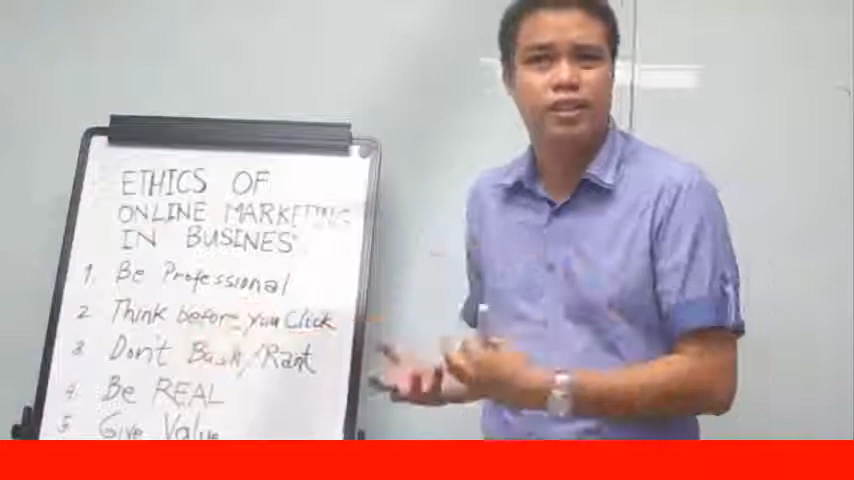 ETHICS OF
ONLINE MARKETING
IN BUSINES
1. Be Professional
2 Think before you Click
3 Don't Bash/Rant
4. Be REAL
5 Give Value